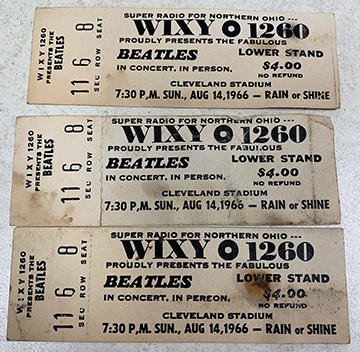 WIXY 1260
PRESENTS THE
BEATLES
11 6 8
SEC ROW SEAT
SUPER RADIO FOR NORTHERN OHIO ---
WIXY 1260
PROUDLY PRESENTS THE FABULOUS
BEATLES LOWER STAND
$4.00
IN CONCERT. IN PERSON. NO REFUND
CLEVELAND STADIUM
7:30 P.M. SUN., AUG 14,1966 — RAIN or SHINE
WIXY 1260
PRESENTS THE
BEATLES
11 6 8
SEC ROW SEAT
SUPER RADIO FOR NORTHERN OHIO ---
WIXY 1260
PROUDLY PRESENTS THE FABULOUS
BEATLES LOWER STAND
$4.00
IN CONCERT. IN PERSON. NO REFUND
CLEVELAND STADIUM
7:30 P.M. SUN., AUG 14,1966 — RAIN or SHINE
WIXY 1260
PRESENTS THE
BEATLES
11 6 8
SEC ROW SEAT
SUPER RADIO FOR NORTHERN OHIO ---
WIXY 1260
PROUDLY PRESENTS THE FABULOUS
BEATLES LOWER STAND
$4.00
IN CONCERT. IN PERSON. NO REFUND
CLEVELAND STADIUM
7:30 P.M. SUN., AUG 14,1966 — RAIN or SHINE